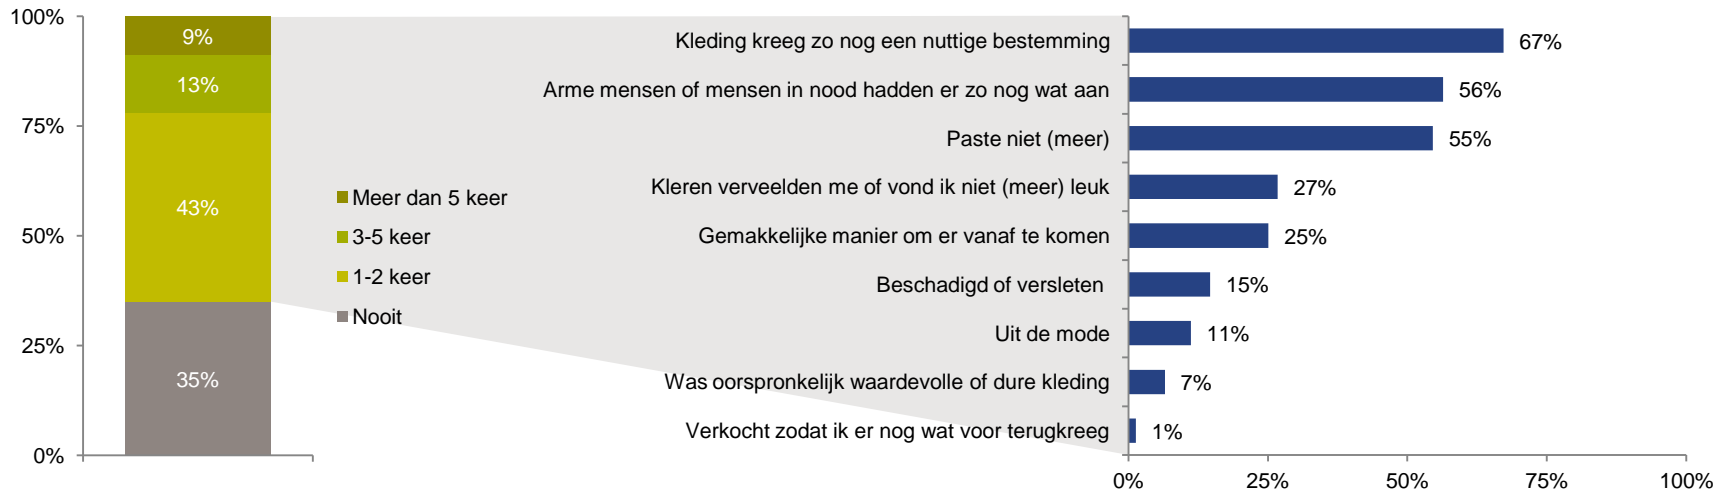 100%
75%
50%
25%
0%
9%
13%
43%
35%
Meer dan 5 keer
3-5 keer
1-2 keer
Nooit
Kleding kreeg zo nog een nuttige bestemming 67%
Arme mensen of mensen in nood hadden er zo nog wat aan 56%
Paste niet (meer) 55%
Kleren verveelden me of vond ik niet (meer) leuk 27%
Gemakkelijke manier om er vanaf te komen 25%
Beschadigd of versleten 15%
Uit de mode 11%
Was oorspronkelijk waardevolle of dure kleding 7%
Verkocht zodat ik er nog wat voor terugkreeg 1%
0% 25% 50% 75% 100%